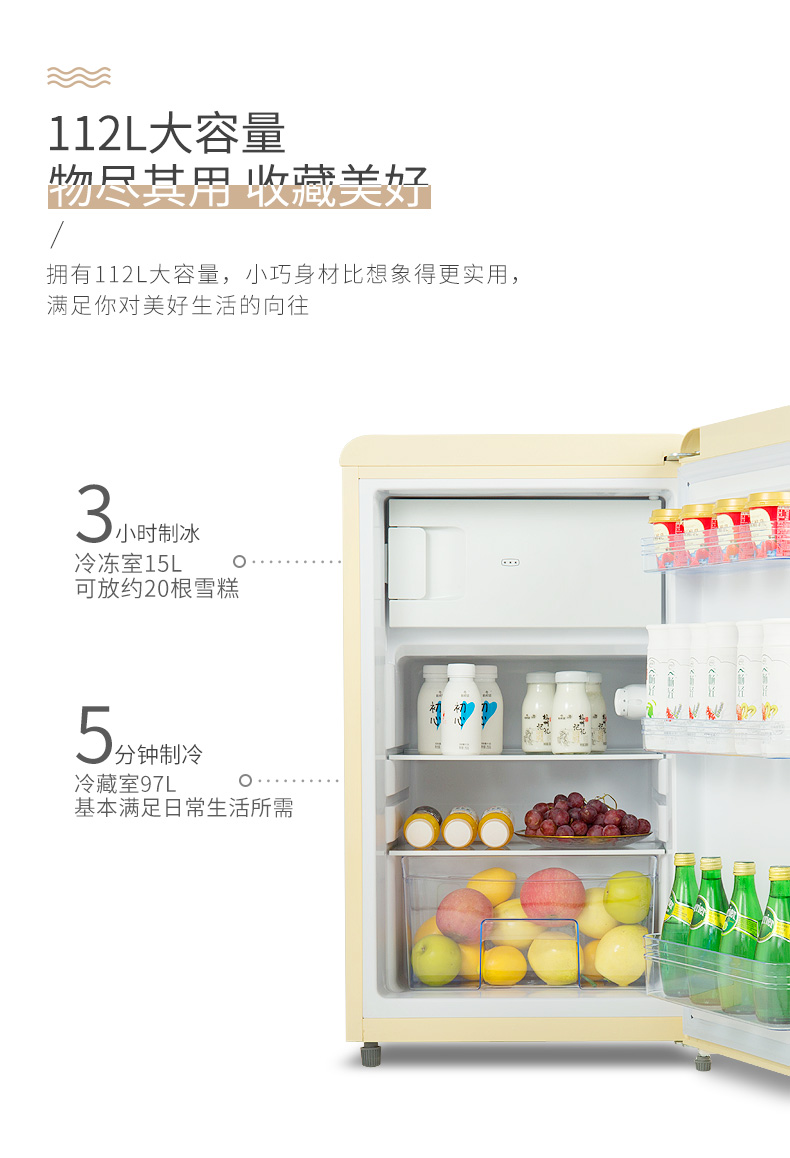 112L大容量
物尽其用 收藏美好
/
拥有112L大容量，小巧身材比想象得更实用，
满足你对美好生活的向往
3小时制冰
冷冻室15L
可放约20根雪糕
5分钟制冷
冷藏室97L
基本满足日常生活所需
初心
初心